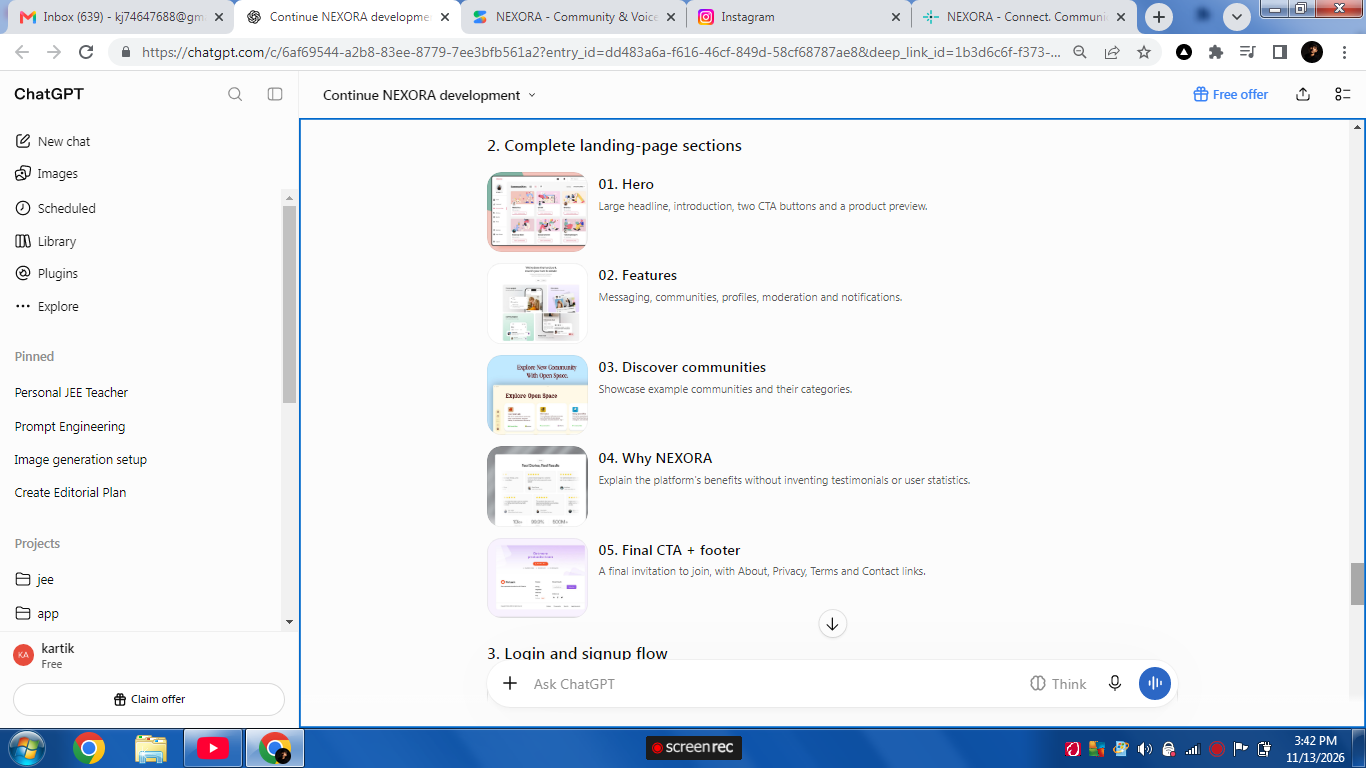 Inbox (639) - kj74647688@gm
Continue NEXORA developmen
NEXORA - Community & Voice
Instagram
NEXORA - Connect. Communi
https://chatgpt.com/c/6af69544-a2b8-83ee-8779-7ee3bfb561a2?entry_id=dd483a6a-f616-46cf-849d-58cf68787ae8&deep_link_id=1b3d6c6f-f373-...
ChatGPT
Continue NEXORA development
Free offer
New chat
Images
Scheduled
Library
Plugins
Explore
Pinned
Personal JEE Teacher
Prompt Engineering
Image generation setup
Create Editorial Plan
Projects
jee
app
KA
kartik
Free
Claim offer
2. Complete landing-page sections
01. Hero
Large headline, introduction, two CTA buttons and a product preview.
02. Features
Messaging, communities, profiles, moderation and notifications.
Explore New Community
With Open Space.
Explore Open Space
03. Discover communities
Showcase example communities and their categories.
04. Why NEXORA
Explain the platform's benefits without inventing testimonials or user statistics.
05. Final CTA + footer
A final invitation to join, with About, Privacy, Terms and Contact links.
3. Login and signup flow
Ask ChatGPT
Think
screenrec
3:42 PM
11/13/2026